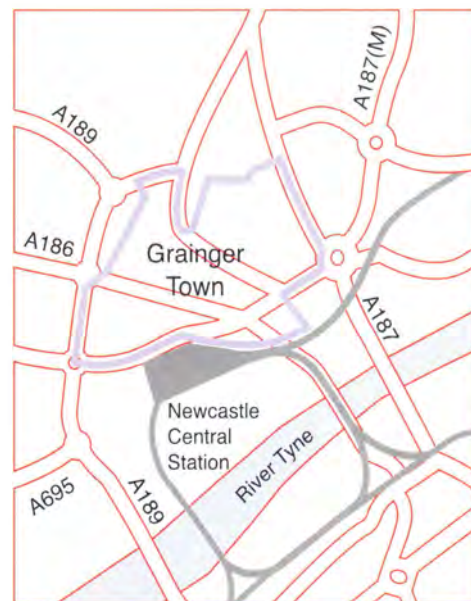 A187(M)
A189
A186
Grainger
Town
A187
Newcastle
Central
Station
River Tyne
A695
A189